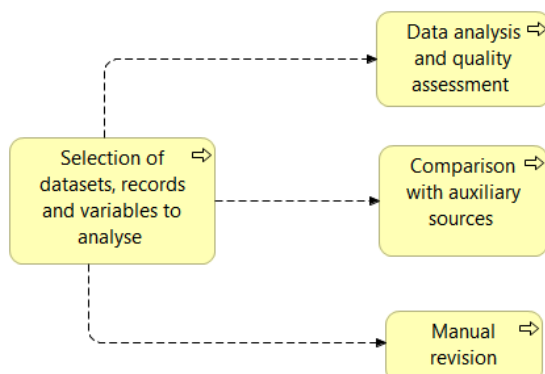 Data analysis
and quality
assessment
Selection of
datasets, records
and variables to
analyse
Comparison
with auxiliary
sources
Manual
revision